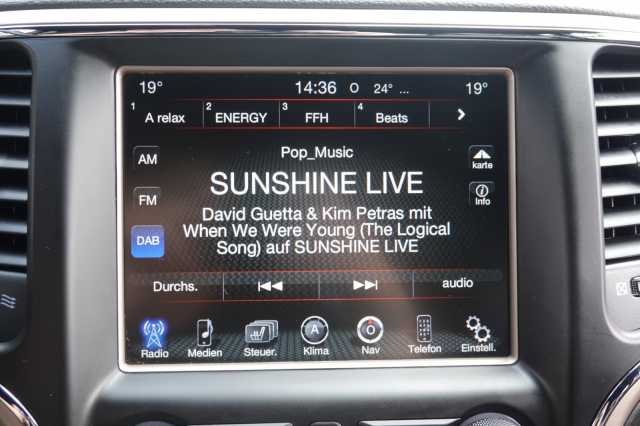 19° 14:36 O 24° ... 19°
1 A relax 2 ENERGY 3 FFH 4 Beats
Pop_Music
AM
karte
SUNSHINE LIVE
FM
Info
David Guetta & Kim Petras mit
When We Were Young (The Logical
Song) auf SUNSHINE LIVE
DAB
Durchs. audio
A O
Radio Medien Steuer. Klima Nav Telefon Einstell.